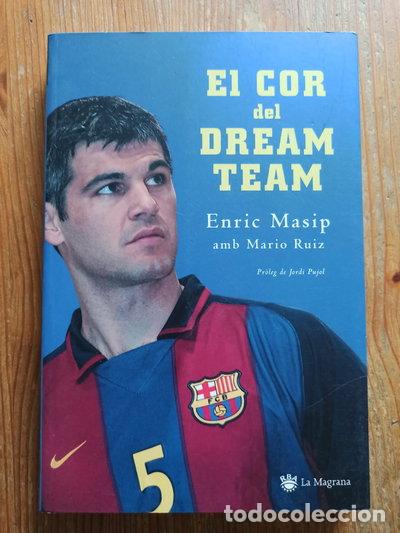 El COR
del
DREAM
TEAM
Enric Masip
amb Mario Ruiz
Pròleg de Jordi Pujol
FCB
5
RBA La Magrana
todocoleccion